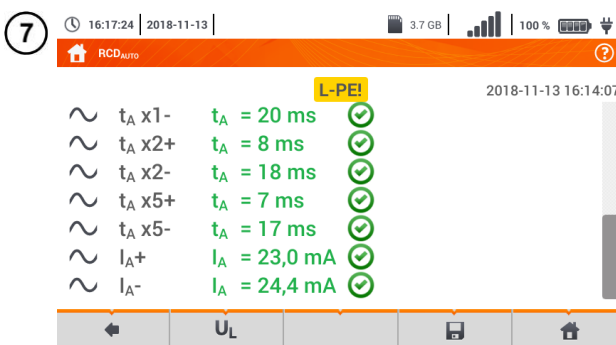 7
16:17:24 2018-11-13 3.7 GB 100 %
RCDAUTO ?
L-PE! 2018-11-13 16:14:07
tA x1- tA = 20 ms
tA x2+ tA = 8 ms
tA x2- tA = 18 ms
tA x5+ tA = 7 ms
tA x5- tA = 17 ms
IA+ IA = 23,0 mA
IA- IA = 24,4 mA
UL